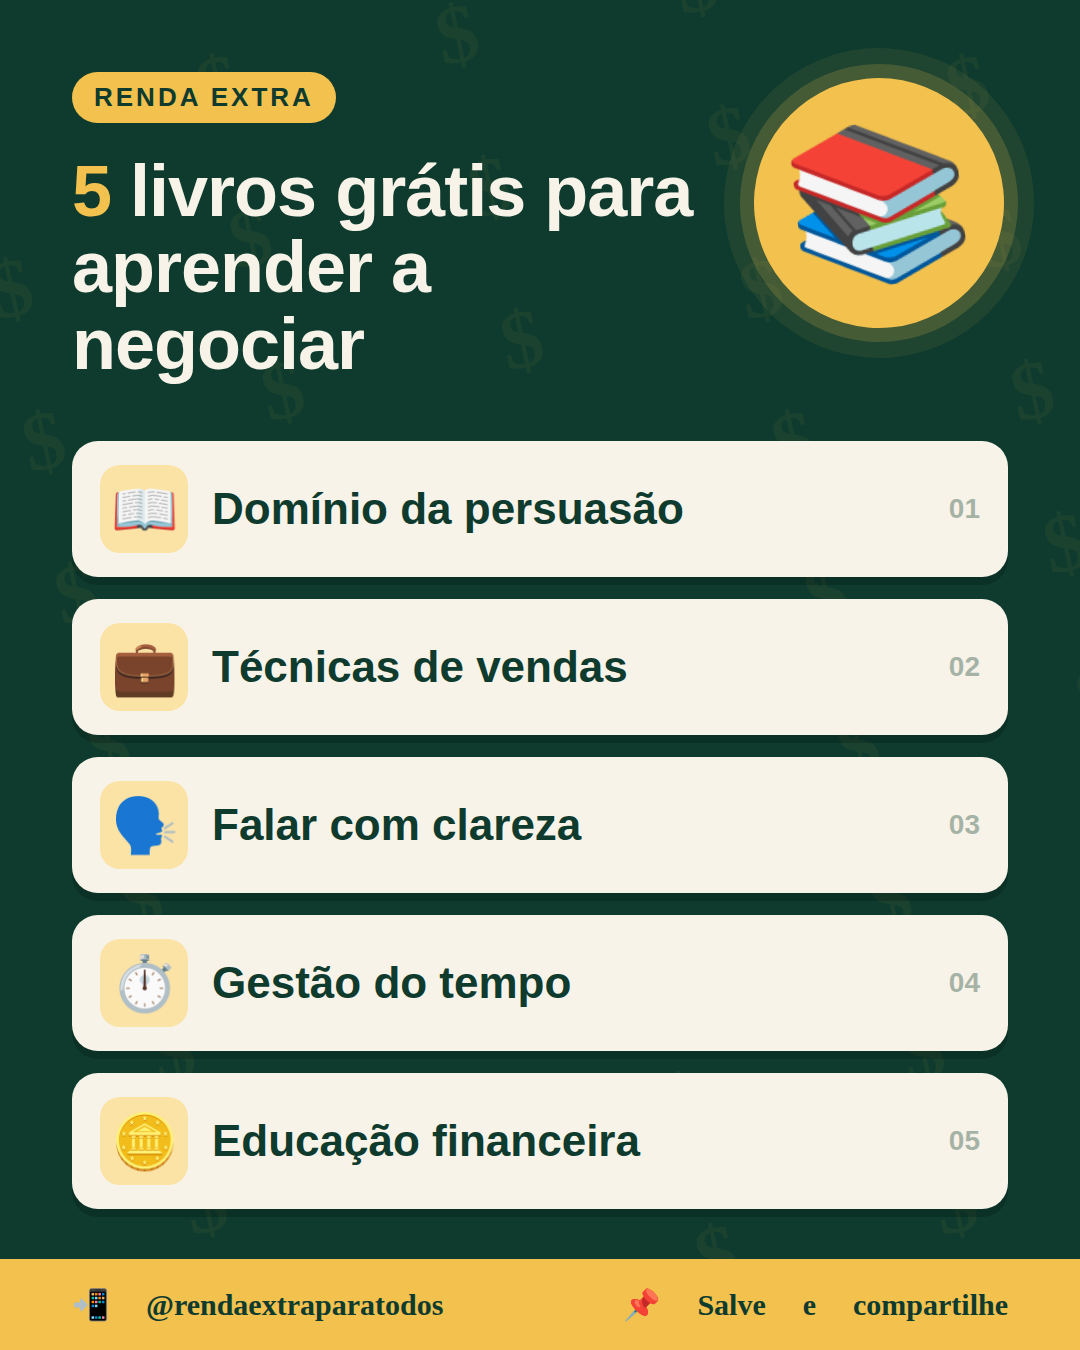 RENDA EXTRA
5 livros grátis para
aprender a
negociar
Domínio da persuasão
01
Técnicas de vendas
02
Falar com clareza
03
Gestão do tempo
04
Educação financeira
05
@rendaextraparatodos
Salve e compartilhe